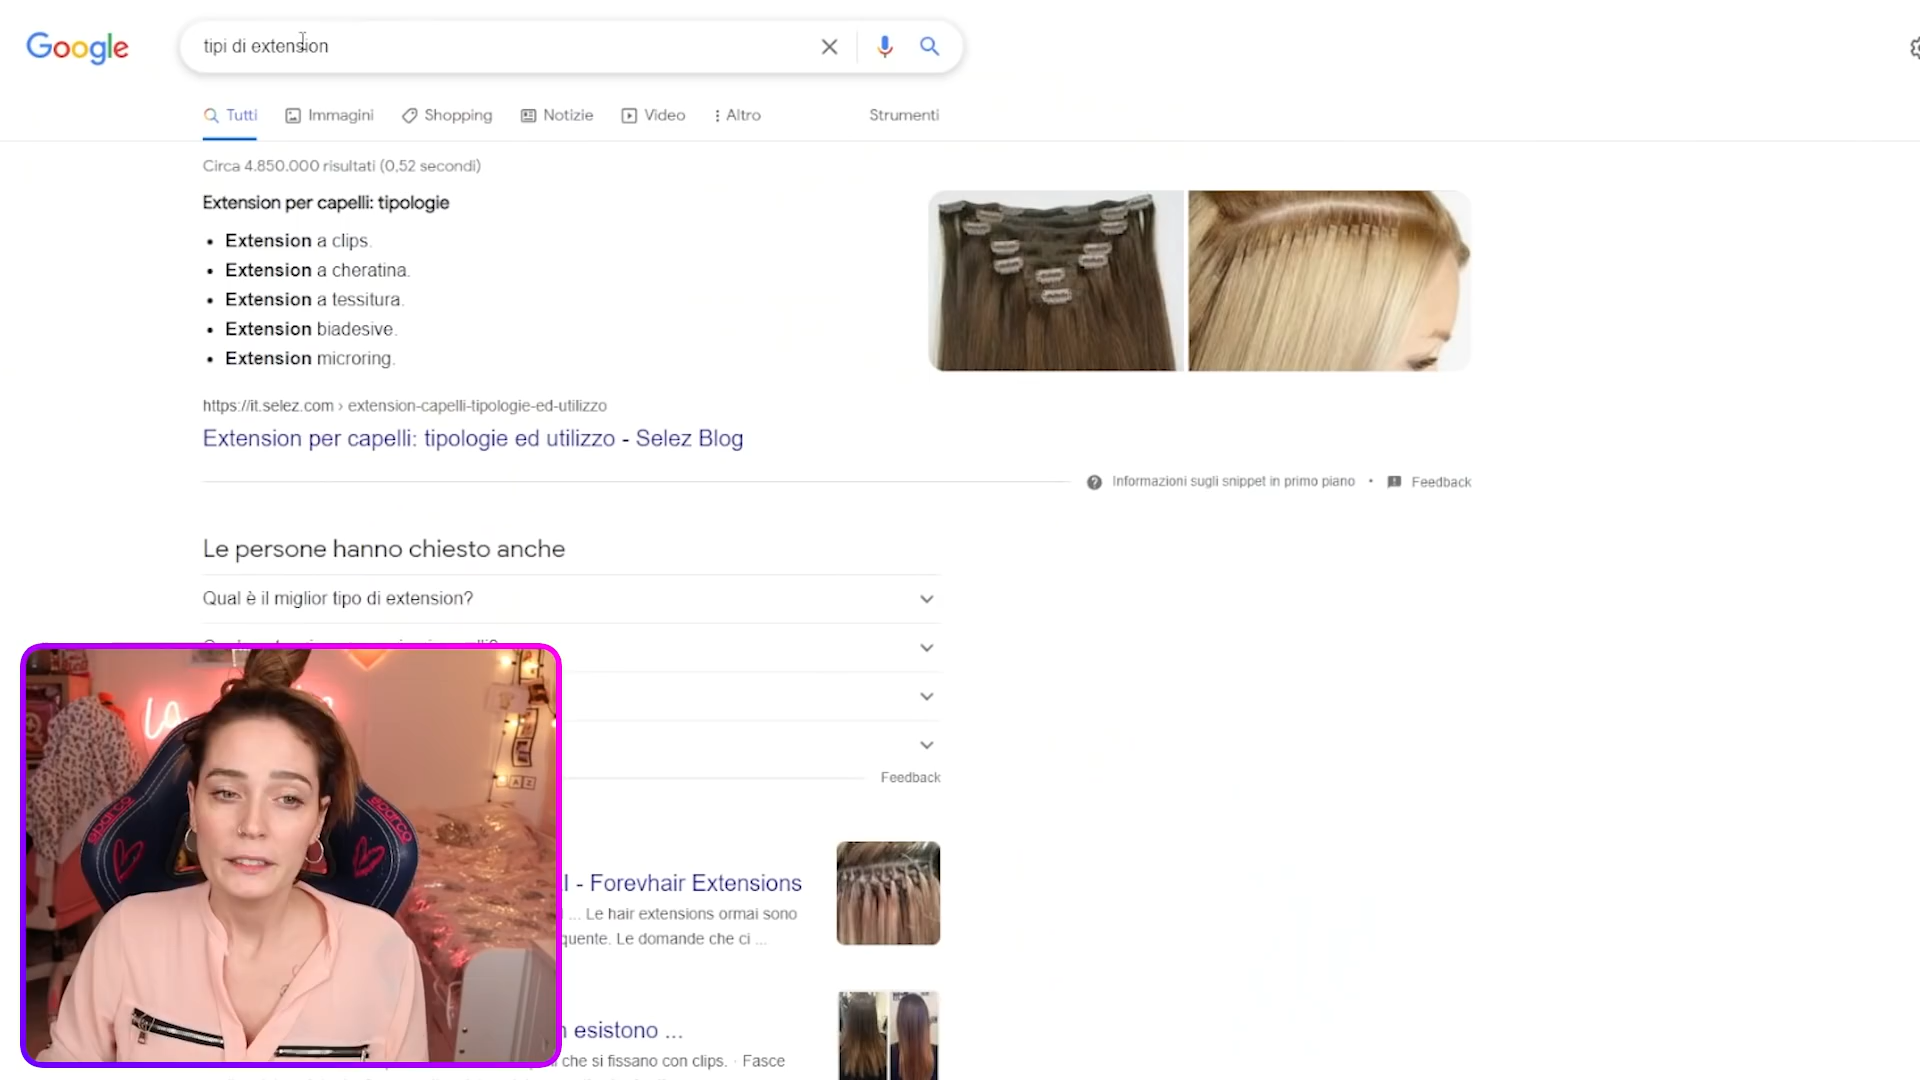 Google
tipi di extension
Tutti
Immagini
Shopping
Notizie
Video
Altro
Strumenti
Circa 4.850.000 risultati (0,52 secondi)
Extension per capelli: tipologie
Extension a clips.
Extension a cheratina.
Extension a tessitura.
Extension biadesive.
Extension microring.
https://it.selez.com › extension-capelli-tipologie-ed-utilizzo
Extension per capelli: tipologie ed utilizzo - Selez Blog
Informazioni sugli snippet in primo piano
Feedback
Le persone hanno chiesto anche
Qual è il miglior tipo di extension?
Feedback
- Forevhair Extensions
... Le hair extensions ormai sono
quente. Le domande che ci ...
esistono ...
che si fissano con clips. · Fasce
La
sparco
sparco